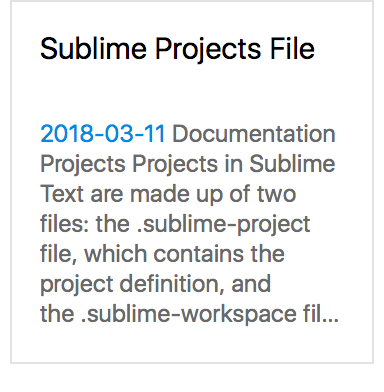 Sublime Projects File
2018-03-11 Documentation
Projects Projects in Sublime
Text are made up of two
files: the .sublime-project
file, which contains the
project definition, and
the .sublime-workspace fil...